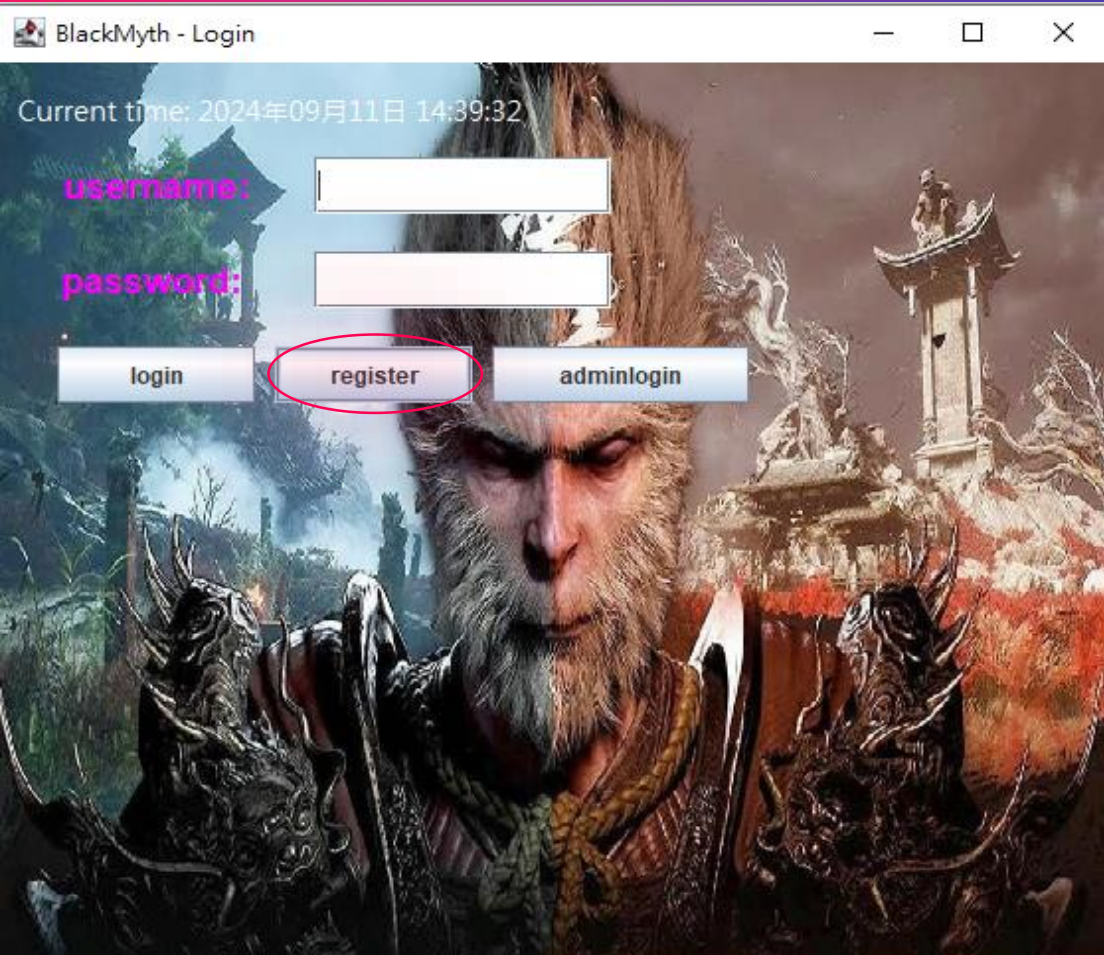 BlackMyth - Login
Current time: 2024年09月11日 14:39:32
username:
password:
login register adminlogin